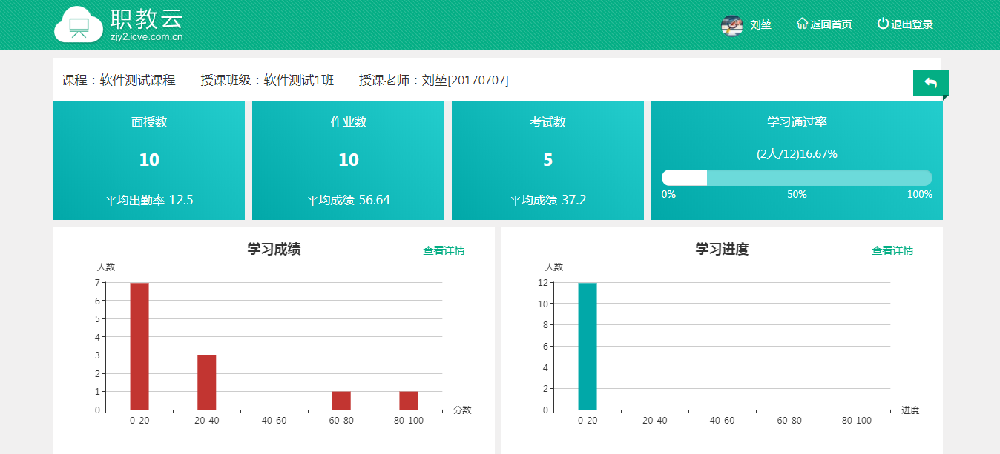 职教云
zjy2.icve.com.cn
刘堃 返回首页 退出登录
课程：软件测试课程 授课班级：软件测试1班 授课老师：刘堃[20170707]
面授数 作业数 考试数 学习通过率
10 10 5 (2人/12)16.67%
平均出勤率 12.5 平均成绩 56.64 平均成绩 37.2 0% 50% 100%
学习成绩 查看详情
人数
7
6
5
4
3
2
1
0
0-20 20-40 40-60 60-80 80-100 分数
学习进度 查看详情
人数
12
10
8
6
4
2
0
0-20 20-40 40-60 60-80 80-100 进度